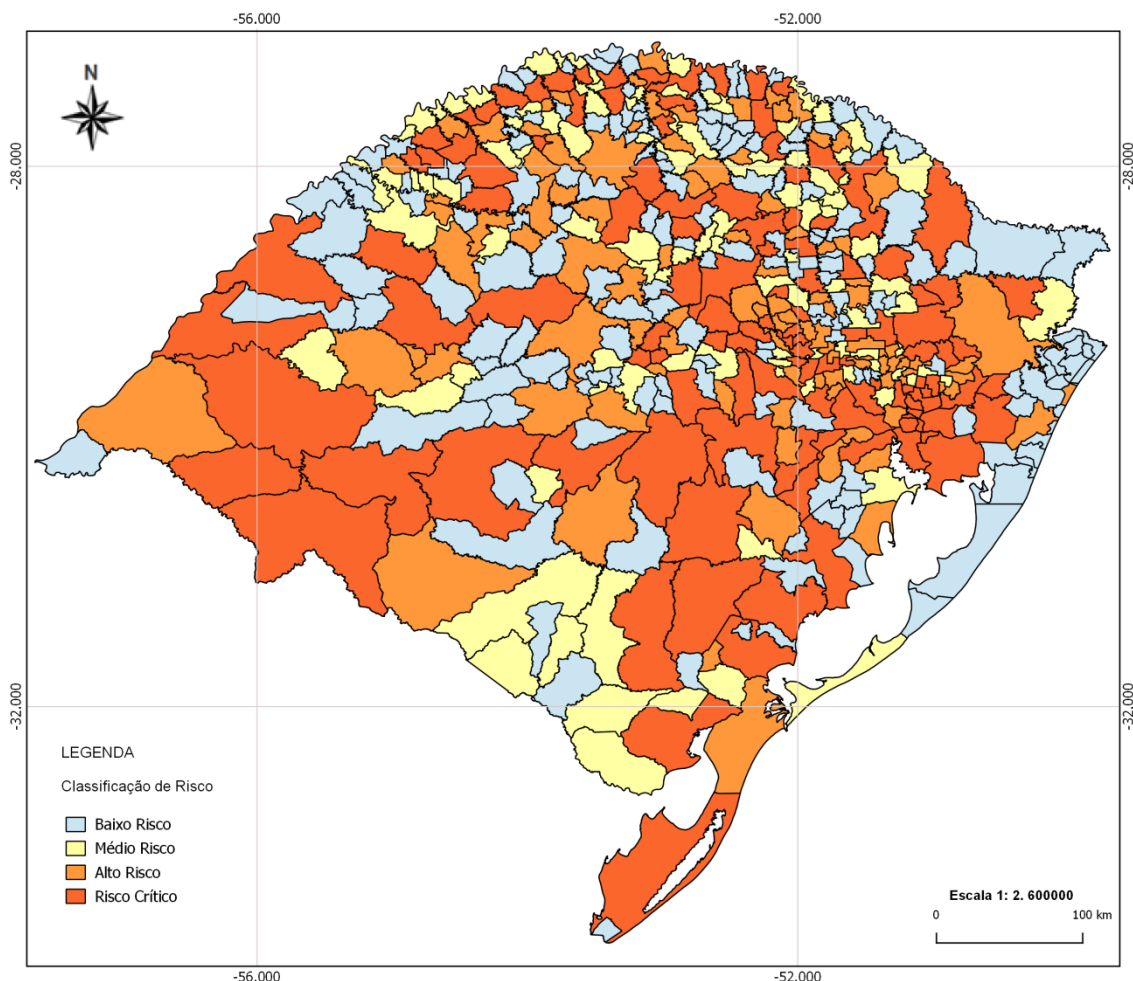 -56.000
-52.000
N
-28.000
-28.000
-32.000
-32.000
LEGENDA
Classificação de Risco
Baixo Risco
Médio Risco
Alto Risco
Risco Crítico
Escala 1: 2. 600000
0
100 km
-56.000
-52.000